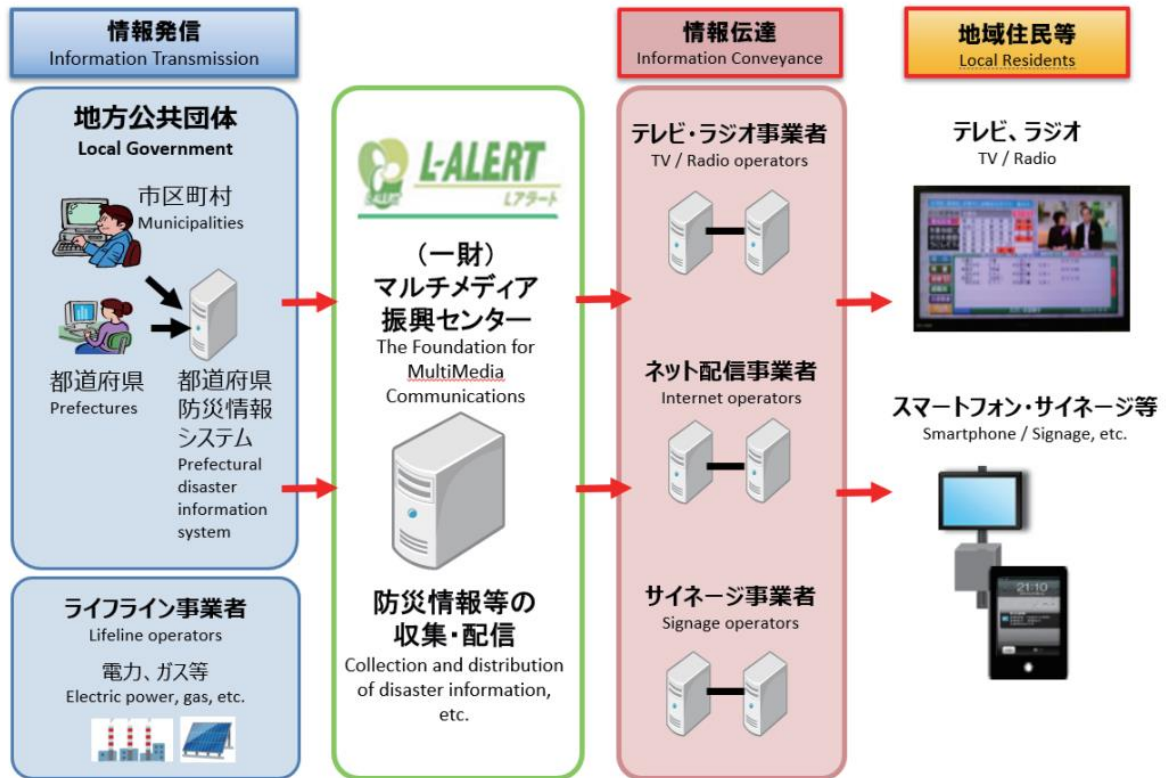 情報発信
Information Transmission
情報伝達
Information Conveyance
地域住民等
Local Residents
地方公共団体
Local Government
市区町村
Municipalities
都道府県
Prefectures
都道府県
防災情報
システム
Prefectural
disaster
information
system
ライフライン事業者
Lifeline operators
電力、ガス等
Electric power, gas, etc.
L-ALERT
Lアラート
(一財)
マルチメディア
振興センター
The Foundation for
MultiMedia
Communications
防災情報等の
収集・配信
Collection and distribution
of disaster information,
etc.
テレビ・ラジオ事業者
TV / Radio operators
ネット配信事業者
Internet operators
サイネージ事業者
Signage operators
テレビ、ラジオ
TV / Radio
スマートフォン・サイネージ等
Smartphone / Signage, etc.
21:10